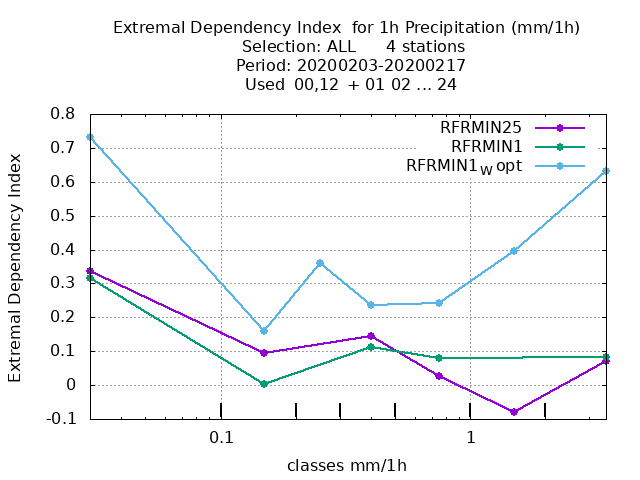 Extremal Dependency Index  for 1h Precipitation (mm/1h)
Selection: ALL      4 stations
Period: 20200203-20200217
Used  00,12  + 01 02 ... 24
RFRMIN25
RFRMIN1
RFRMIN1W opt
Extremal Dependency Index
0.8
0.7
0.6
0.5
0.4
0.3
0.2
0.1
0
-0.1
0.1
1
classes mm/1h